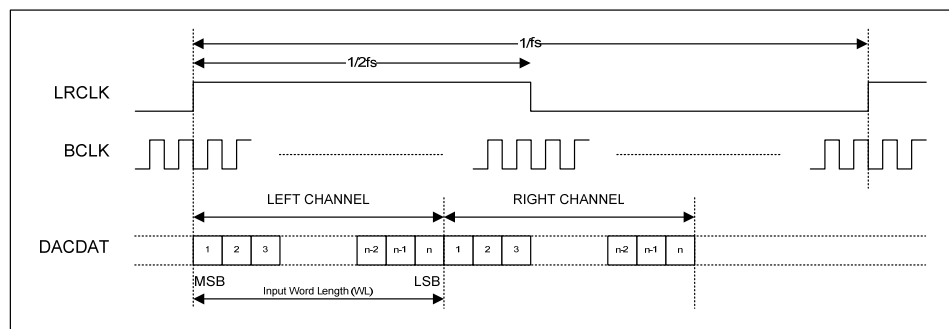 1/fs
1/2fs
LRCLK
BCLK
LEFT CHANNEL RIGHT CHANNEL
DACDAT 1 2 3 n-2 n-1 n 1 2 3 n-2 n-1 n
MSB LSB
Input Word Length (WL)